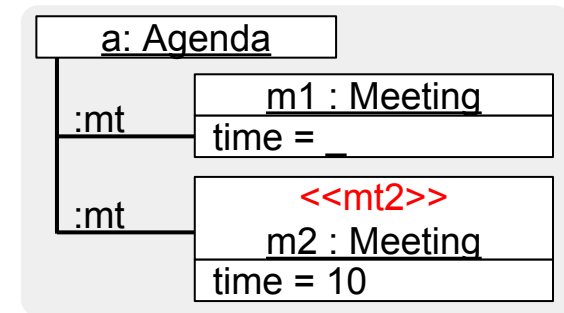 a: Agenda
:mt
m1 : Meeting
time = _
:mt
<<mt2>>
m2 : Meeting
time = 10